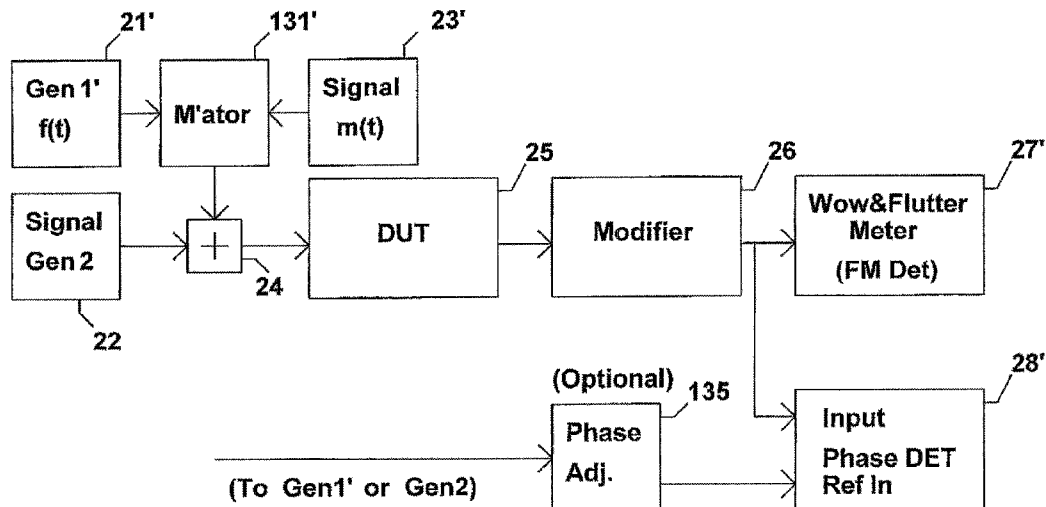 21'
131'
23'
Gen 1'
f(t)
M'ator
Signal
m(t)
25
26
27'
Signal
Gen 2
22
+
24
DUT
Modifier
Wow&Flutter
Meter
(FM Det)
(Optional)
135
28'
Phase
Adj.
Input
Phase DET
Ref In
(To Gen1' or Gen2)